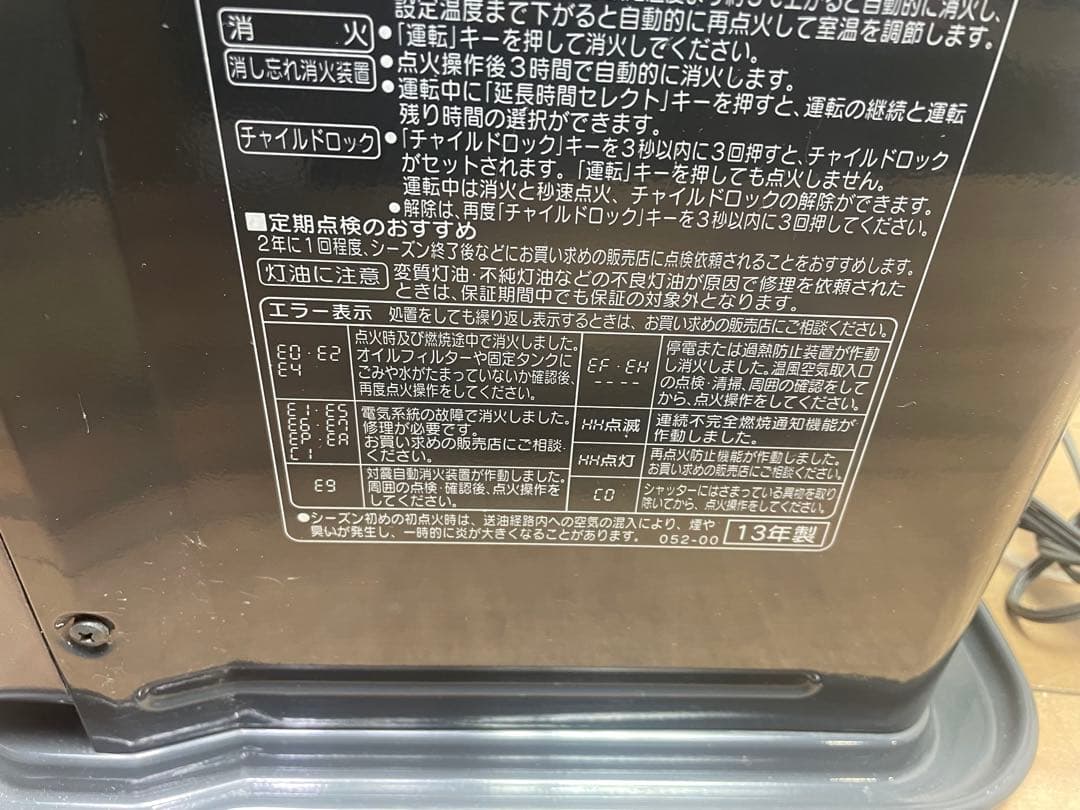 上がると自動的に消火し、
設定温度まで下がると自動的に再点火して室温を調節します。
消 火
●「運転」キーを押して消火してください。
消し忘れ消火装置
●点火操作後3時間で自動的に消火します。
●運転中に「延長時間セレクト」キーを押すと、運転の継続と運転
残り時間の選択ができます。
チャイルドロック
●「チャイルドロック」キーを3秒以内に3回押すと、チャイルドロック
がセットされます。「運転」キーを押しても点火しません。
運転中は消火と秒速点火、チャイルドロックの解除ができます。
●解除は、再度「チャイルドロック」キーを3秒以内に3回押してください。
■定期点検のおすすめ
2年に1回程度、シーズン終了後などにお買い求めの販売店に点検依頼されることをおすすめします。
灯油に注意
変質灯油・不純灯油などの不良灯油が原因で修理を依頼された
ときは、保証期間中でも保証の対象外となります。
エラー表示 処置をしても繰り返し表示するときは、お買い求めの販売店にご相談ください。
E0・E2
E4
点火時及び燃焼途中で消火しました。
オイルフィルターや固定タンクに
ごみや水がたまっていないか確認後、
再度点火操作をしてください。
EF・EH
----
停電または過熱防止装置が作動
し消火しました。温風空気取入口
の点検・清掃、周囲の確認をして
から、点火操作をしてください。
E1・E5
E6・E7
EP・EA
C1
電気系統の故障で消火しました。
修理が必要です。
お買い求めの販売店にご相談
ください。
HH点滅
連続不完全燃焼通知機能が
作動しました。
HH点灯
再点火防止機能が作動しました。
お買い求めの販売店にご相談ください。
E9
対震自動消火装置が作動しました。
周囲の点検・確認後、点火操作を
してください。
C0
シャッターにはさまっている異物を取り
除いてから、点火操作をしてください。
●シーズン初めの初点火時は、送油経路内への空気の混入により、煙や
臭いが発生し、一時的に炎が大きくなることがあります。 052-00
13年製